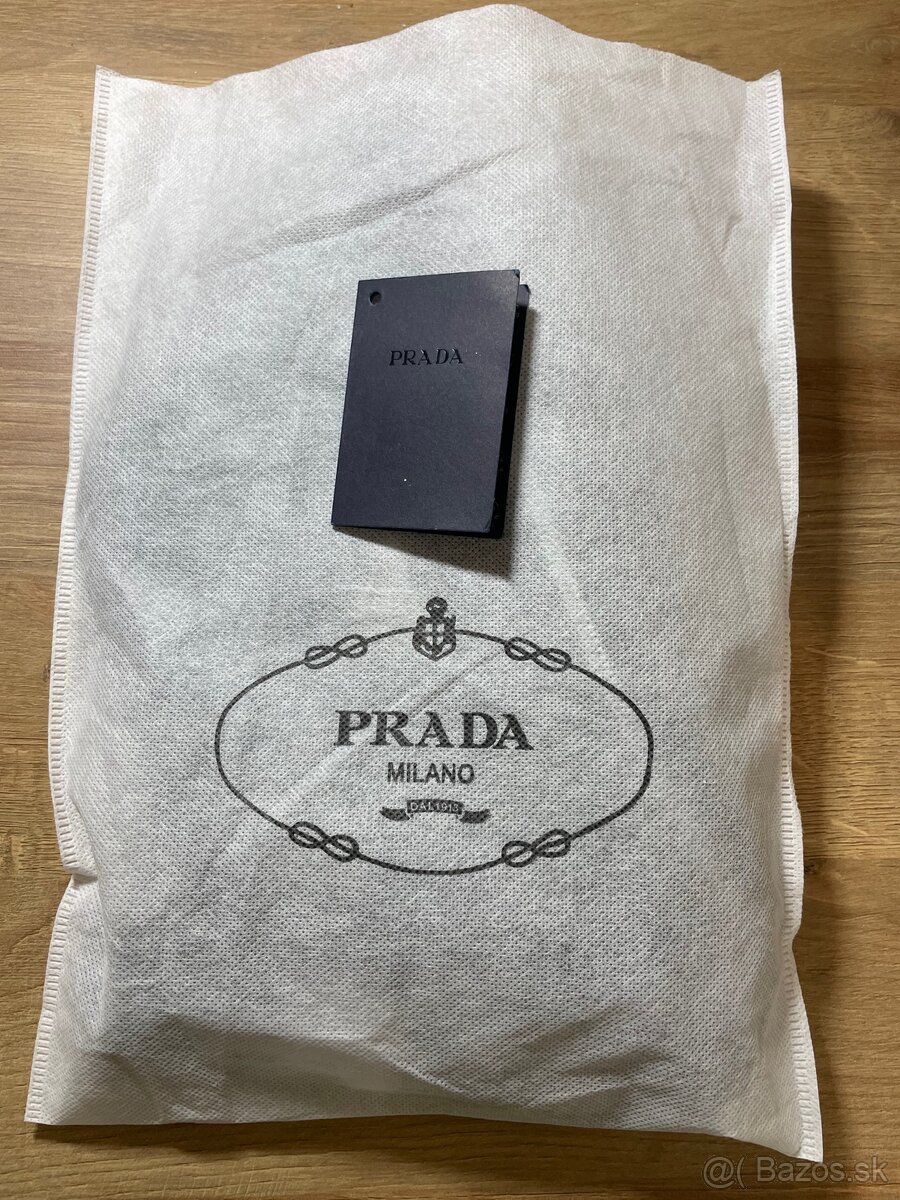 PRADA
PRADA
MILANO
DAL 1913
@( Bazos.sk